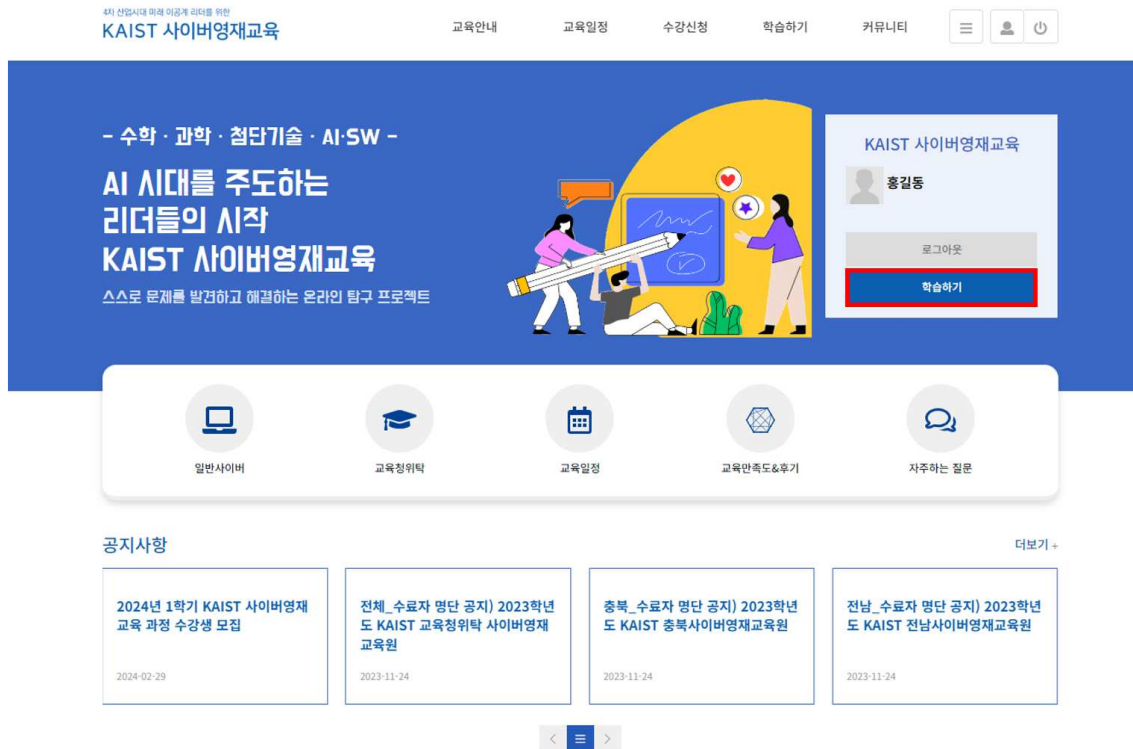 4차 산업시대 미래 이공계 리더를 위한
KAIST 사이버영재교육
교육안내
교육일정
수강신청
학습하기
커뮤니티
- 수학 · 과학 · 첨단기술 · AI·SW -
AI 시대를 주도하는
리더들의 시작
KAIST 사이버영재교육
스스로 문제를 발견하고 해결하는 온라인 탐구 프로젝트
KAIST 사이버영재교육
홍길동
로그아웃
학습하기
일반사이버
교육청위탁
교육일정
교육만족도&후기
자주하는 질문
공지사항
더보기 +
2024년 1학기 KAIST 사이버영재
교육 과정 수강생 모집
2024-02-29
전체_수료자 명단 공지) 2023학년
도 KAIST 교육청위탁 사이버영재
교육원
2023-11-24
충북_수료자 명단 공지) 2023학년
도 KAIST 충북사이버영재교육원
2023-11-24
전남_수료자 명단 공지) 2023학년
도 KAIST 전남사이버영재교육원
2023-11-24